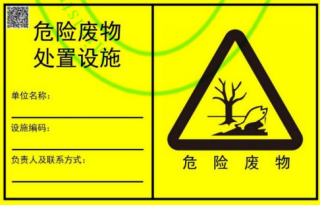 危险废物
处置设施
单位名称：
设施编码：
负责人及联系方式：
危险废物